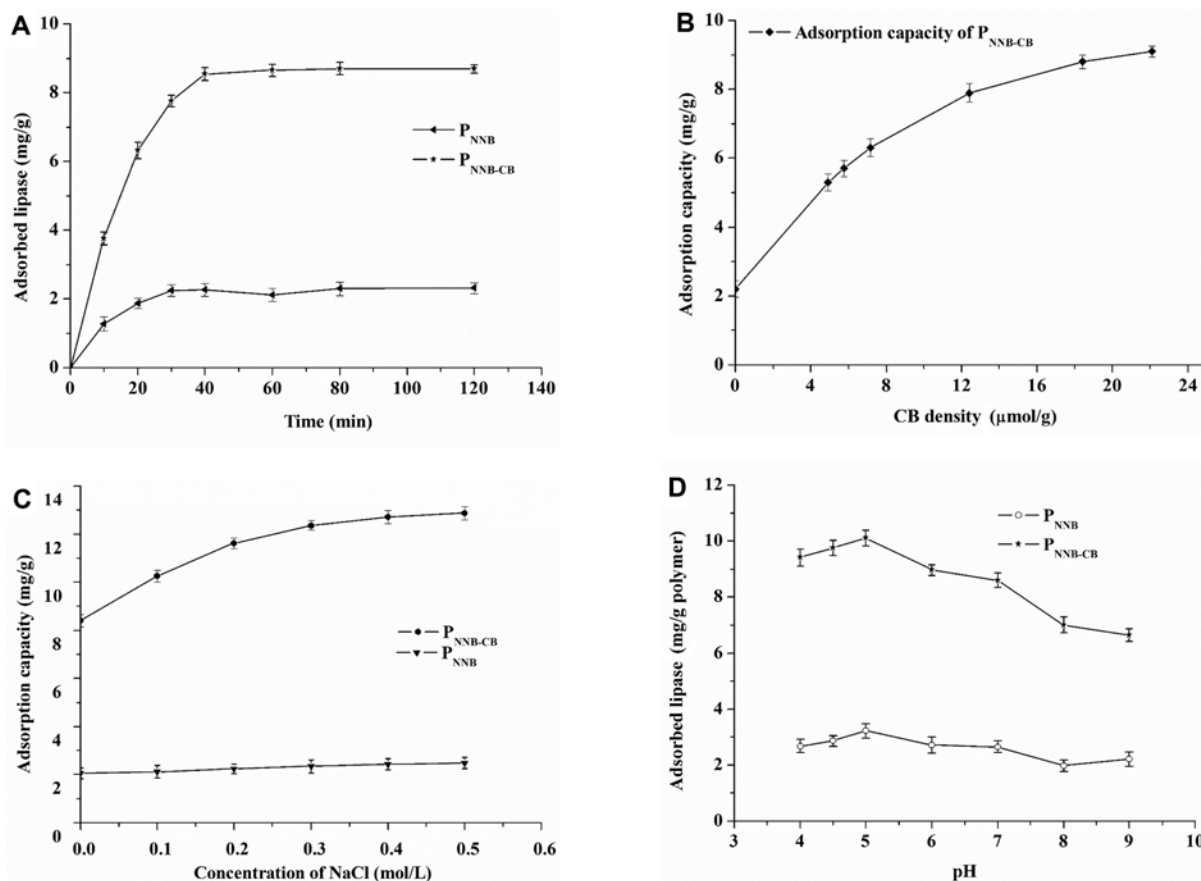 A
10
8
6
4
2
0
0 20 40 60 80 100 120 140
Adsorbed lipase (mg/g)
Time (min)
P_NNB
P_NNB-CB
B
10
8
6
4
2
0
0 4 8 12 16 20 24
Adsorption capacity (mg/g)
CB density (µmol/g)
Adsorption capacity of P_NNB-CB
C
14
12
10
8
6
4
2
0
0.0 0.1 0.2 0.3 0.4 0.5 0.6
Adsorption capacity (mg/g)
Concentration of NaCl (mol/L)
P_NNB-CB
P_NNB
D
12
10
8
6
4
2
0
3 4 5 6 7 8 9 10
Adsorbed lipase (mg/g polymer)
pH
P_NNB
P_NNB-CB